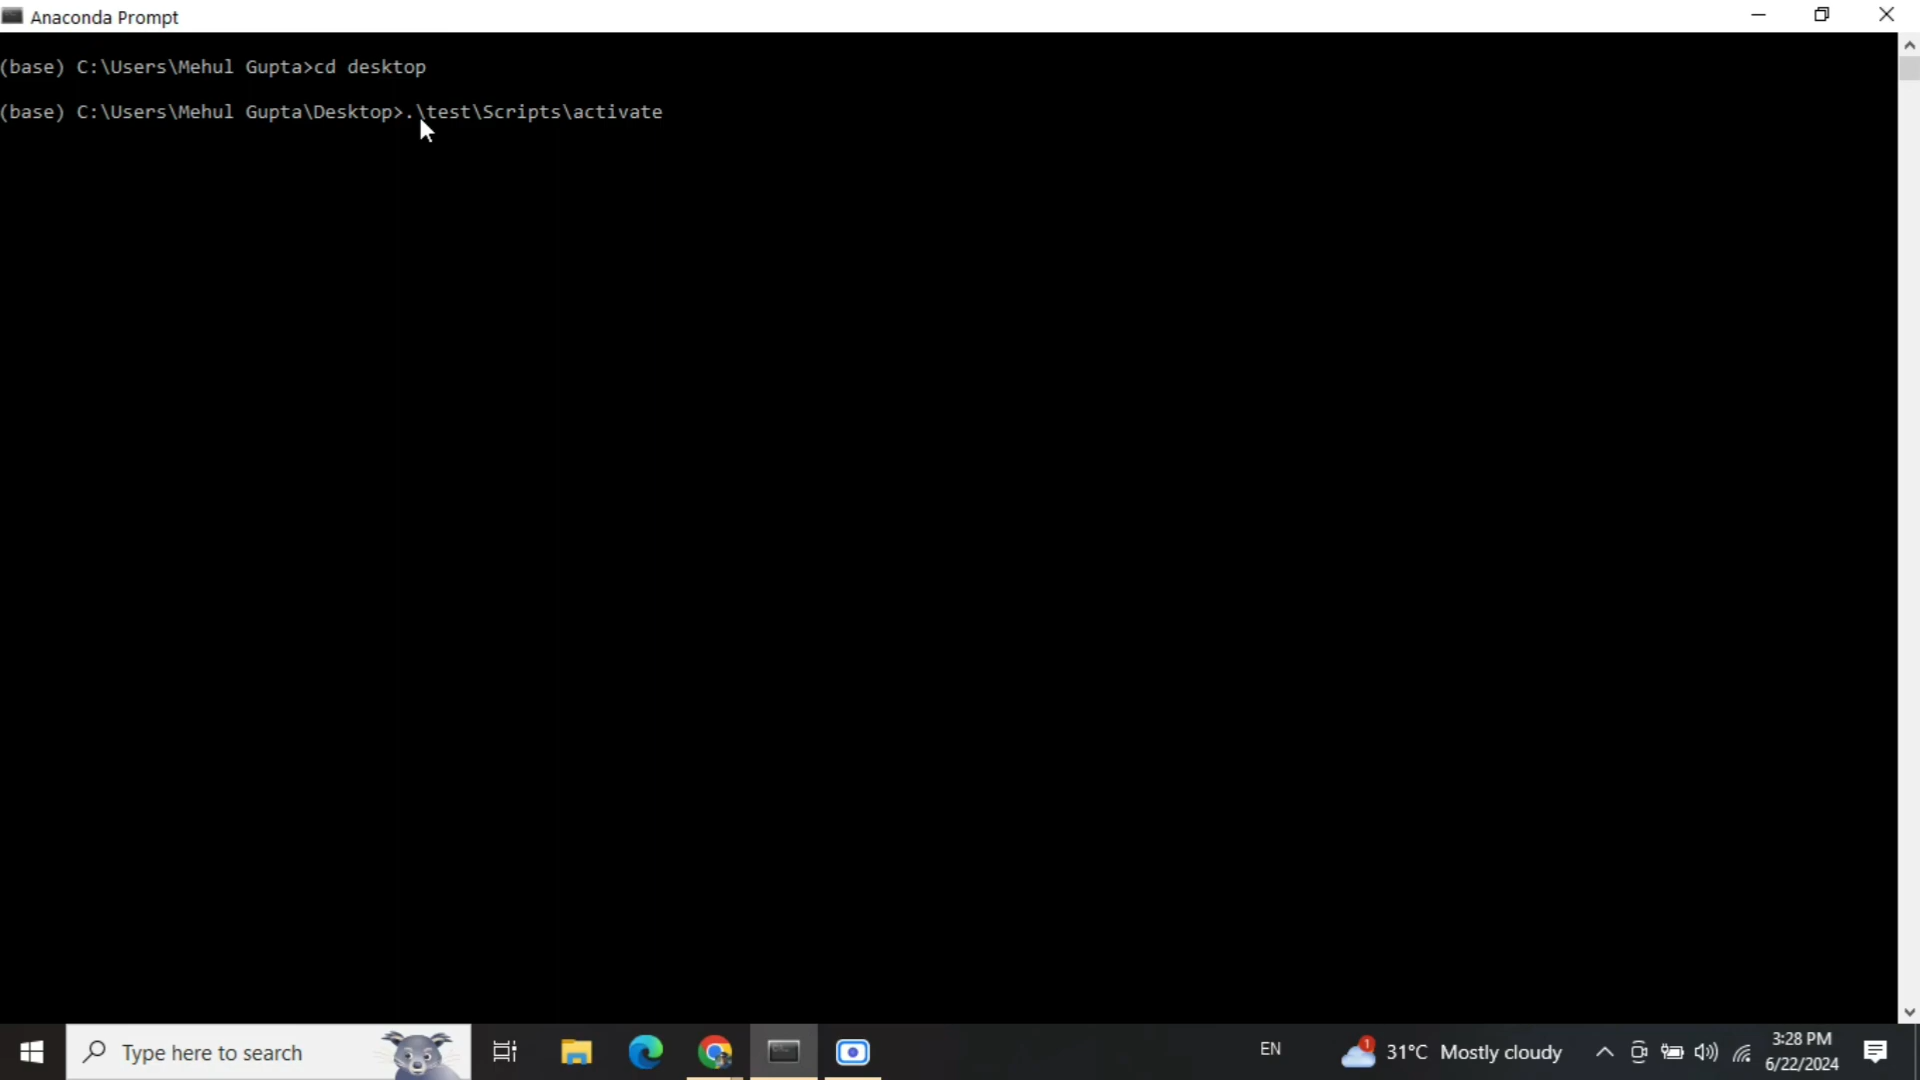 Anaconda Prompt
(base) C:\Users\Mehul Gupta>cd desktop
(base) C:\Users\Mehul Gupta\Desktop>.\test\Scripts\activate
Type here to search
EN
1
31°C Mostly cloudy
3:28 PM
6/22/2024